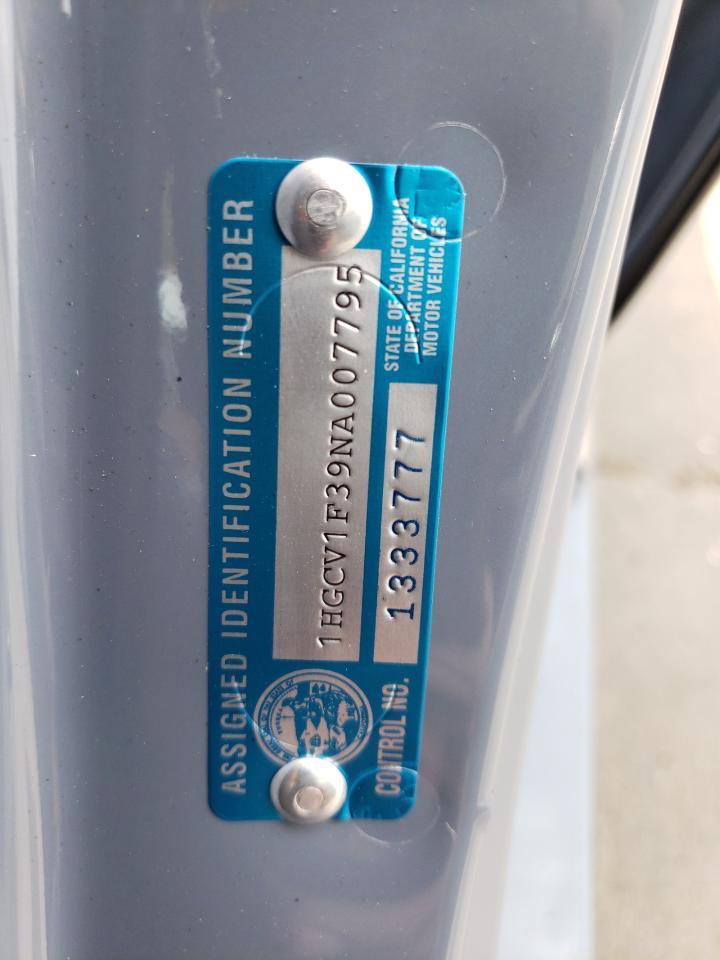 ASSIGNED IDENTIFICATION NUMBER
1HGCV1F39NA007795
STATE OF CALIFORNIA
DEPARTMENT OF
MOTOR VEHICLES
CONTROL NO.
1333777